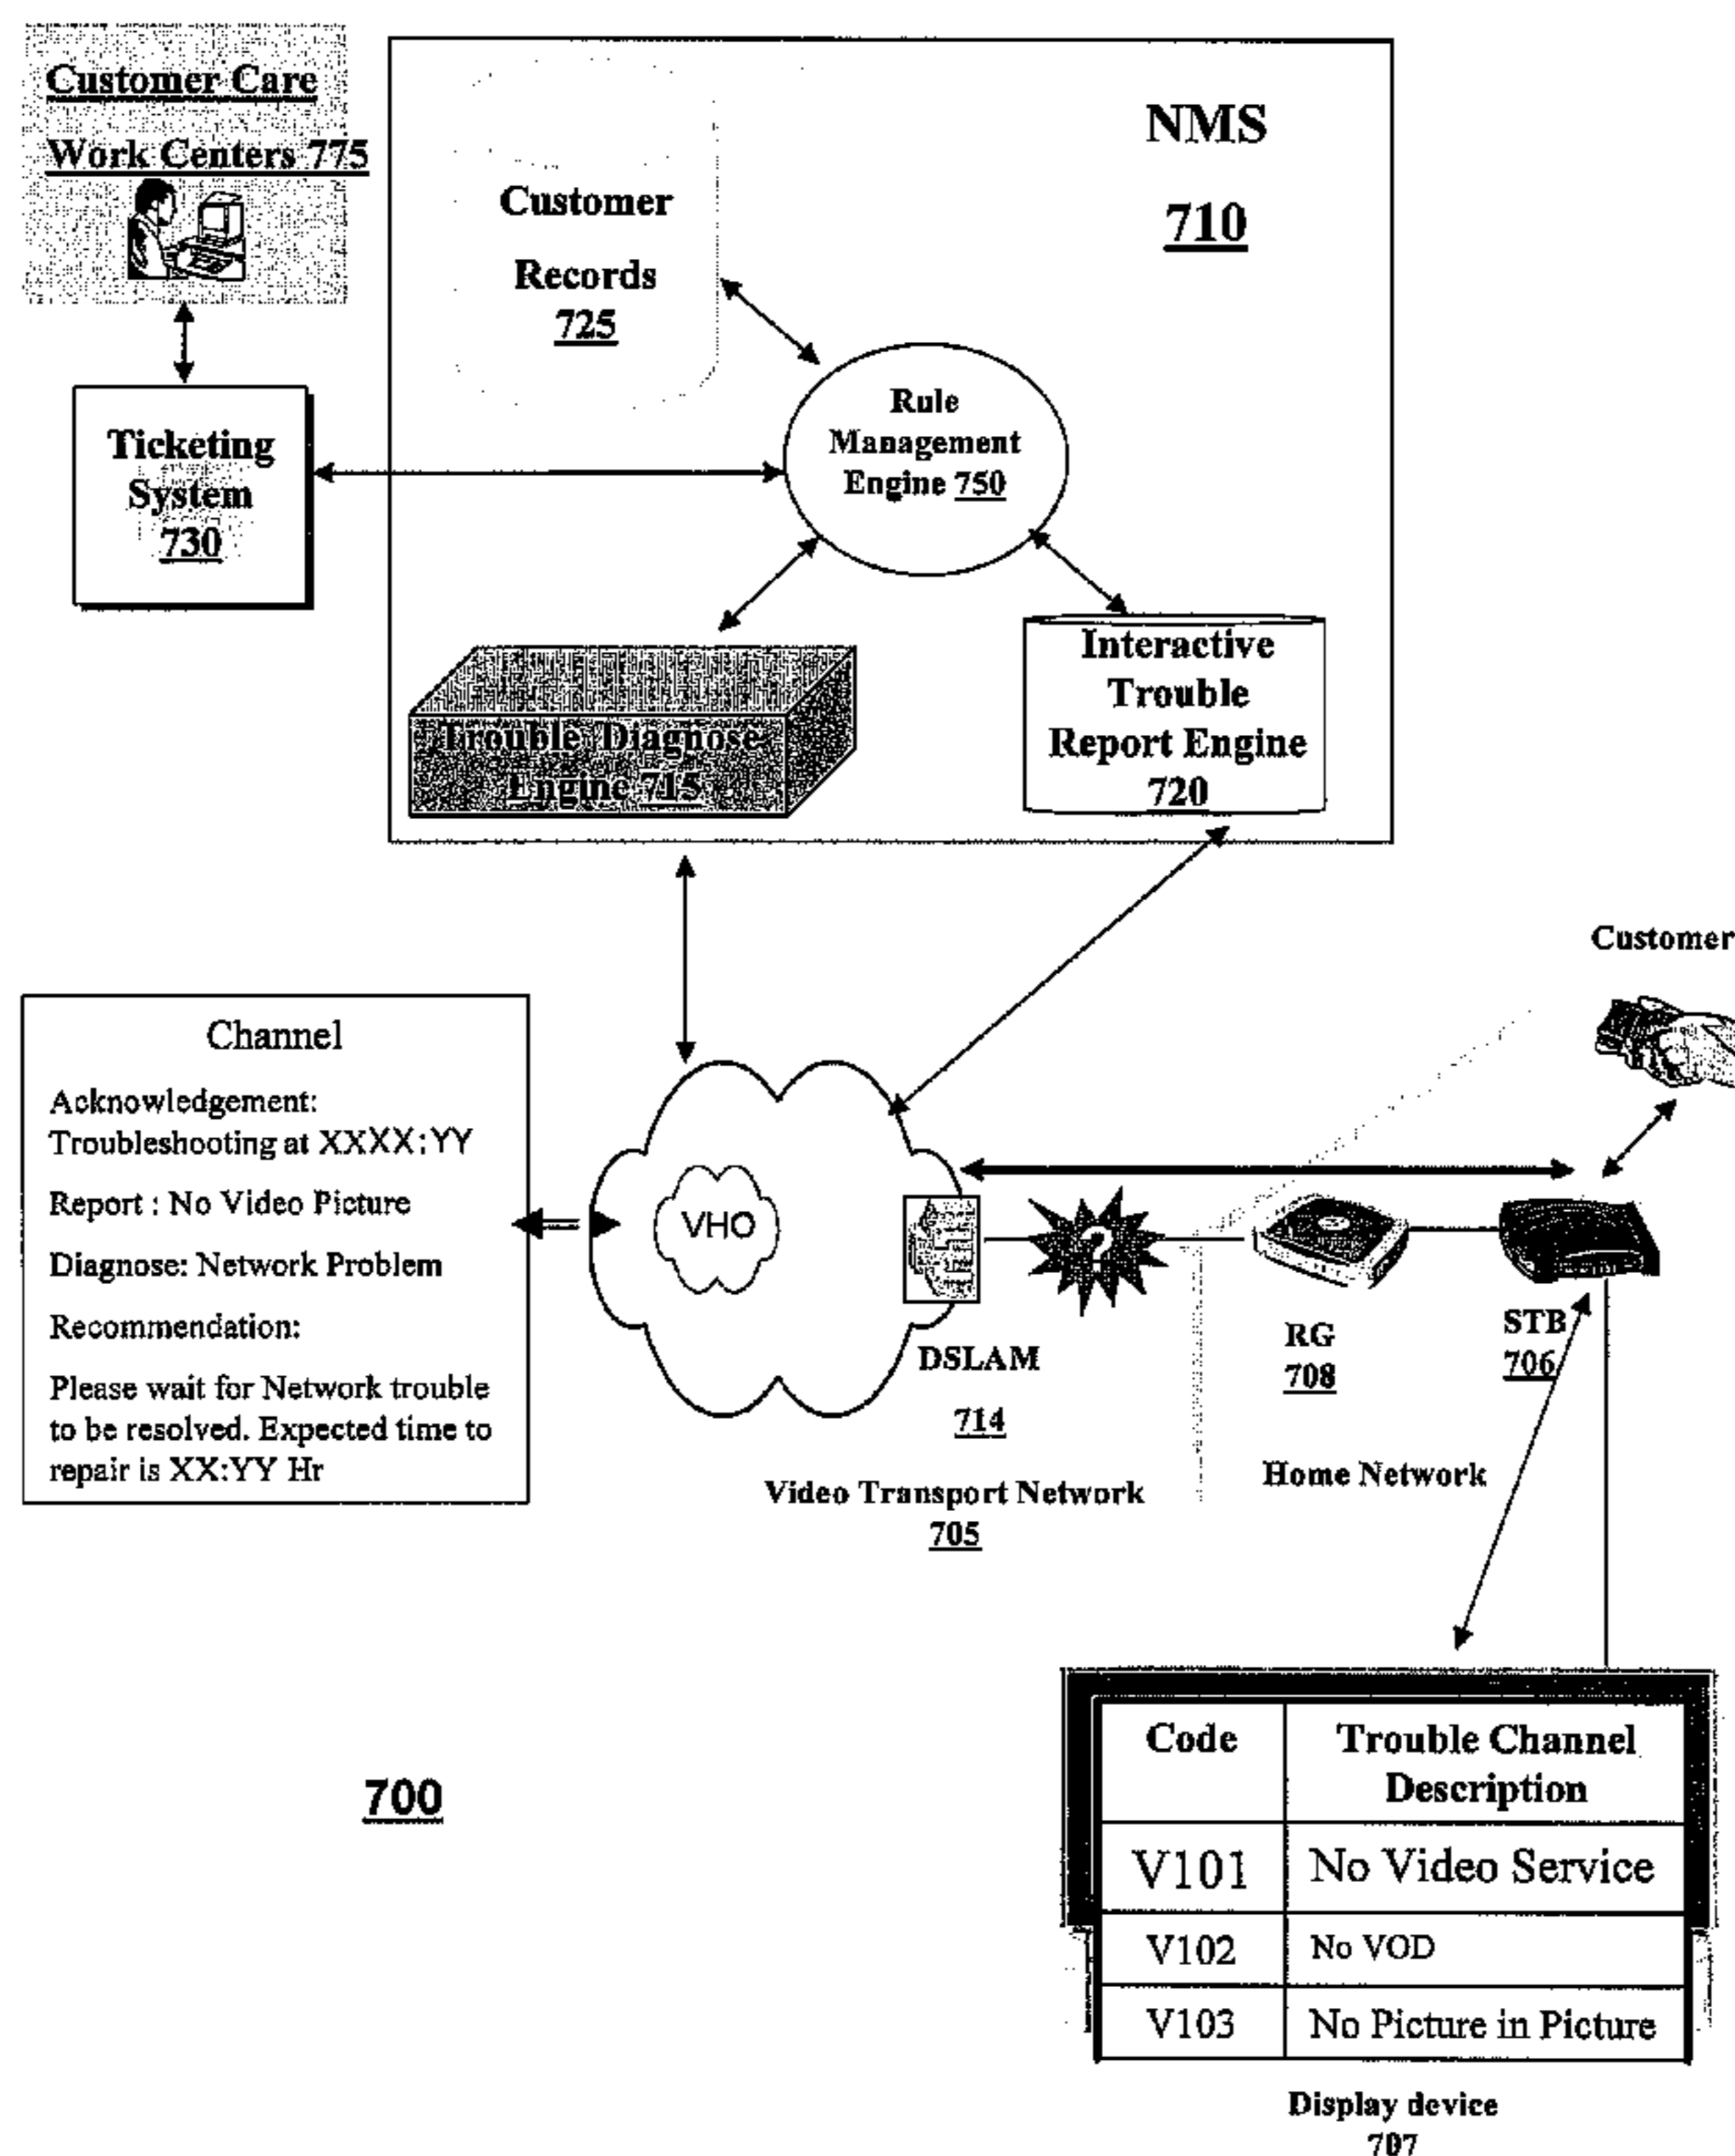 Customer Care
Work Centers 775
NMS
710
Customer
Records
725
Rule
Management
Engine 750
Ticketing
System
730
Trouble Diagnose
Engine 715
Interactive
Trouble
Report Engine
720
Customer
Channel
Acknowledgement:
Troubleshooting at XXXX:YY
Report : No Video Picture
Diagnose: Network Problem
Recommendation:
Please wait for Network trouble
to be resolved. Expected time to
repair is XX:YY Hr
VHO
?
DSLAM
714
RG
708
STB
706
Video Transport Network
705
Home Network
700
Code Trouble Channel
Description
V101 No Video Service
V102 No VOD
V103 No Picture in Picture
Display device
707